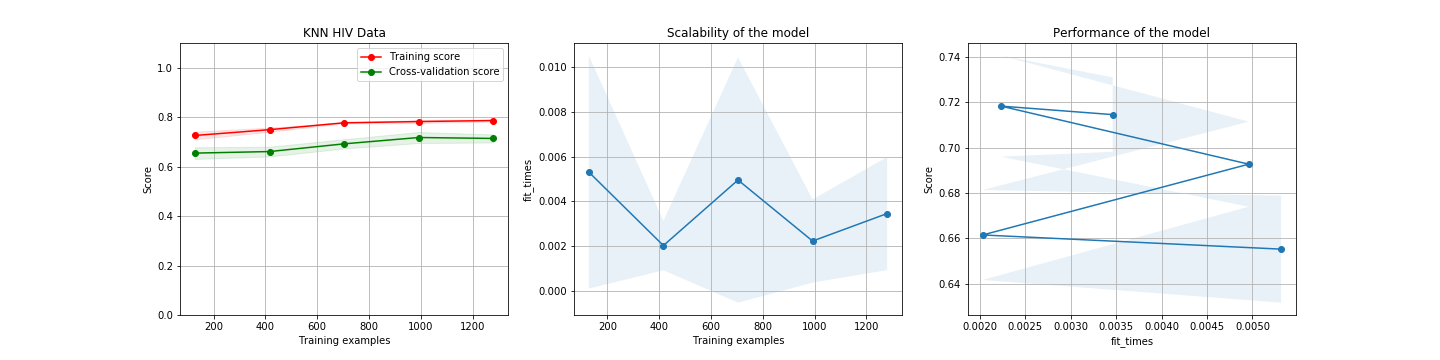 KNN HIV Data
Training score
Cross-validation score
1.0
0.8
0.6
0.4
0.2
0.0
Score
200 400 600 800 1000 1200
Training examples
Scalability of the model
0.010
0.008
0.006
0.004
0.002
0.000
fit_times
200 400 600 800 1000 1200
Training examples
Performance of the model
0.74
0.72
0.70
0.68
0.66
0.64
Score
0.0020 0.0025 0.0030 0.0035 0.0040 0.0045 0.0050
fit_times